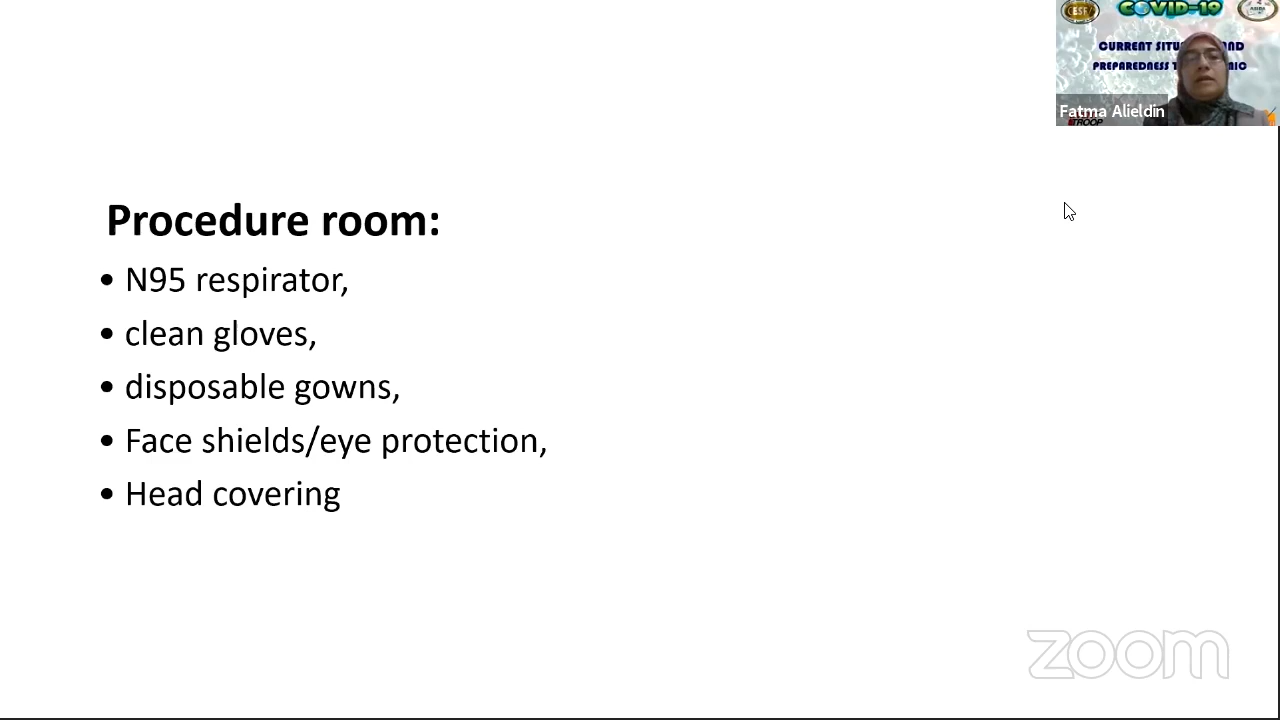 COVID-19
ESF
Fatma Alieldin
Procedure room:
• N95 respirator,
• clean gloves,
• disposable gowns,
• Face shields/eye protection,
• Head covering
zoom